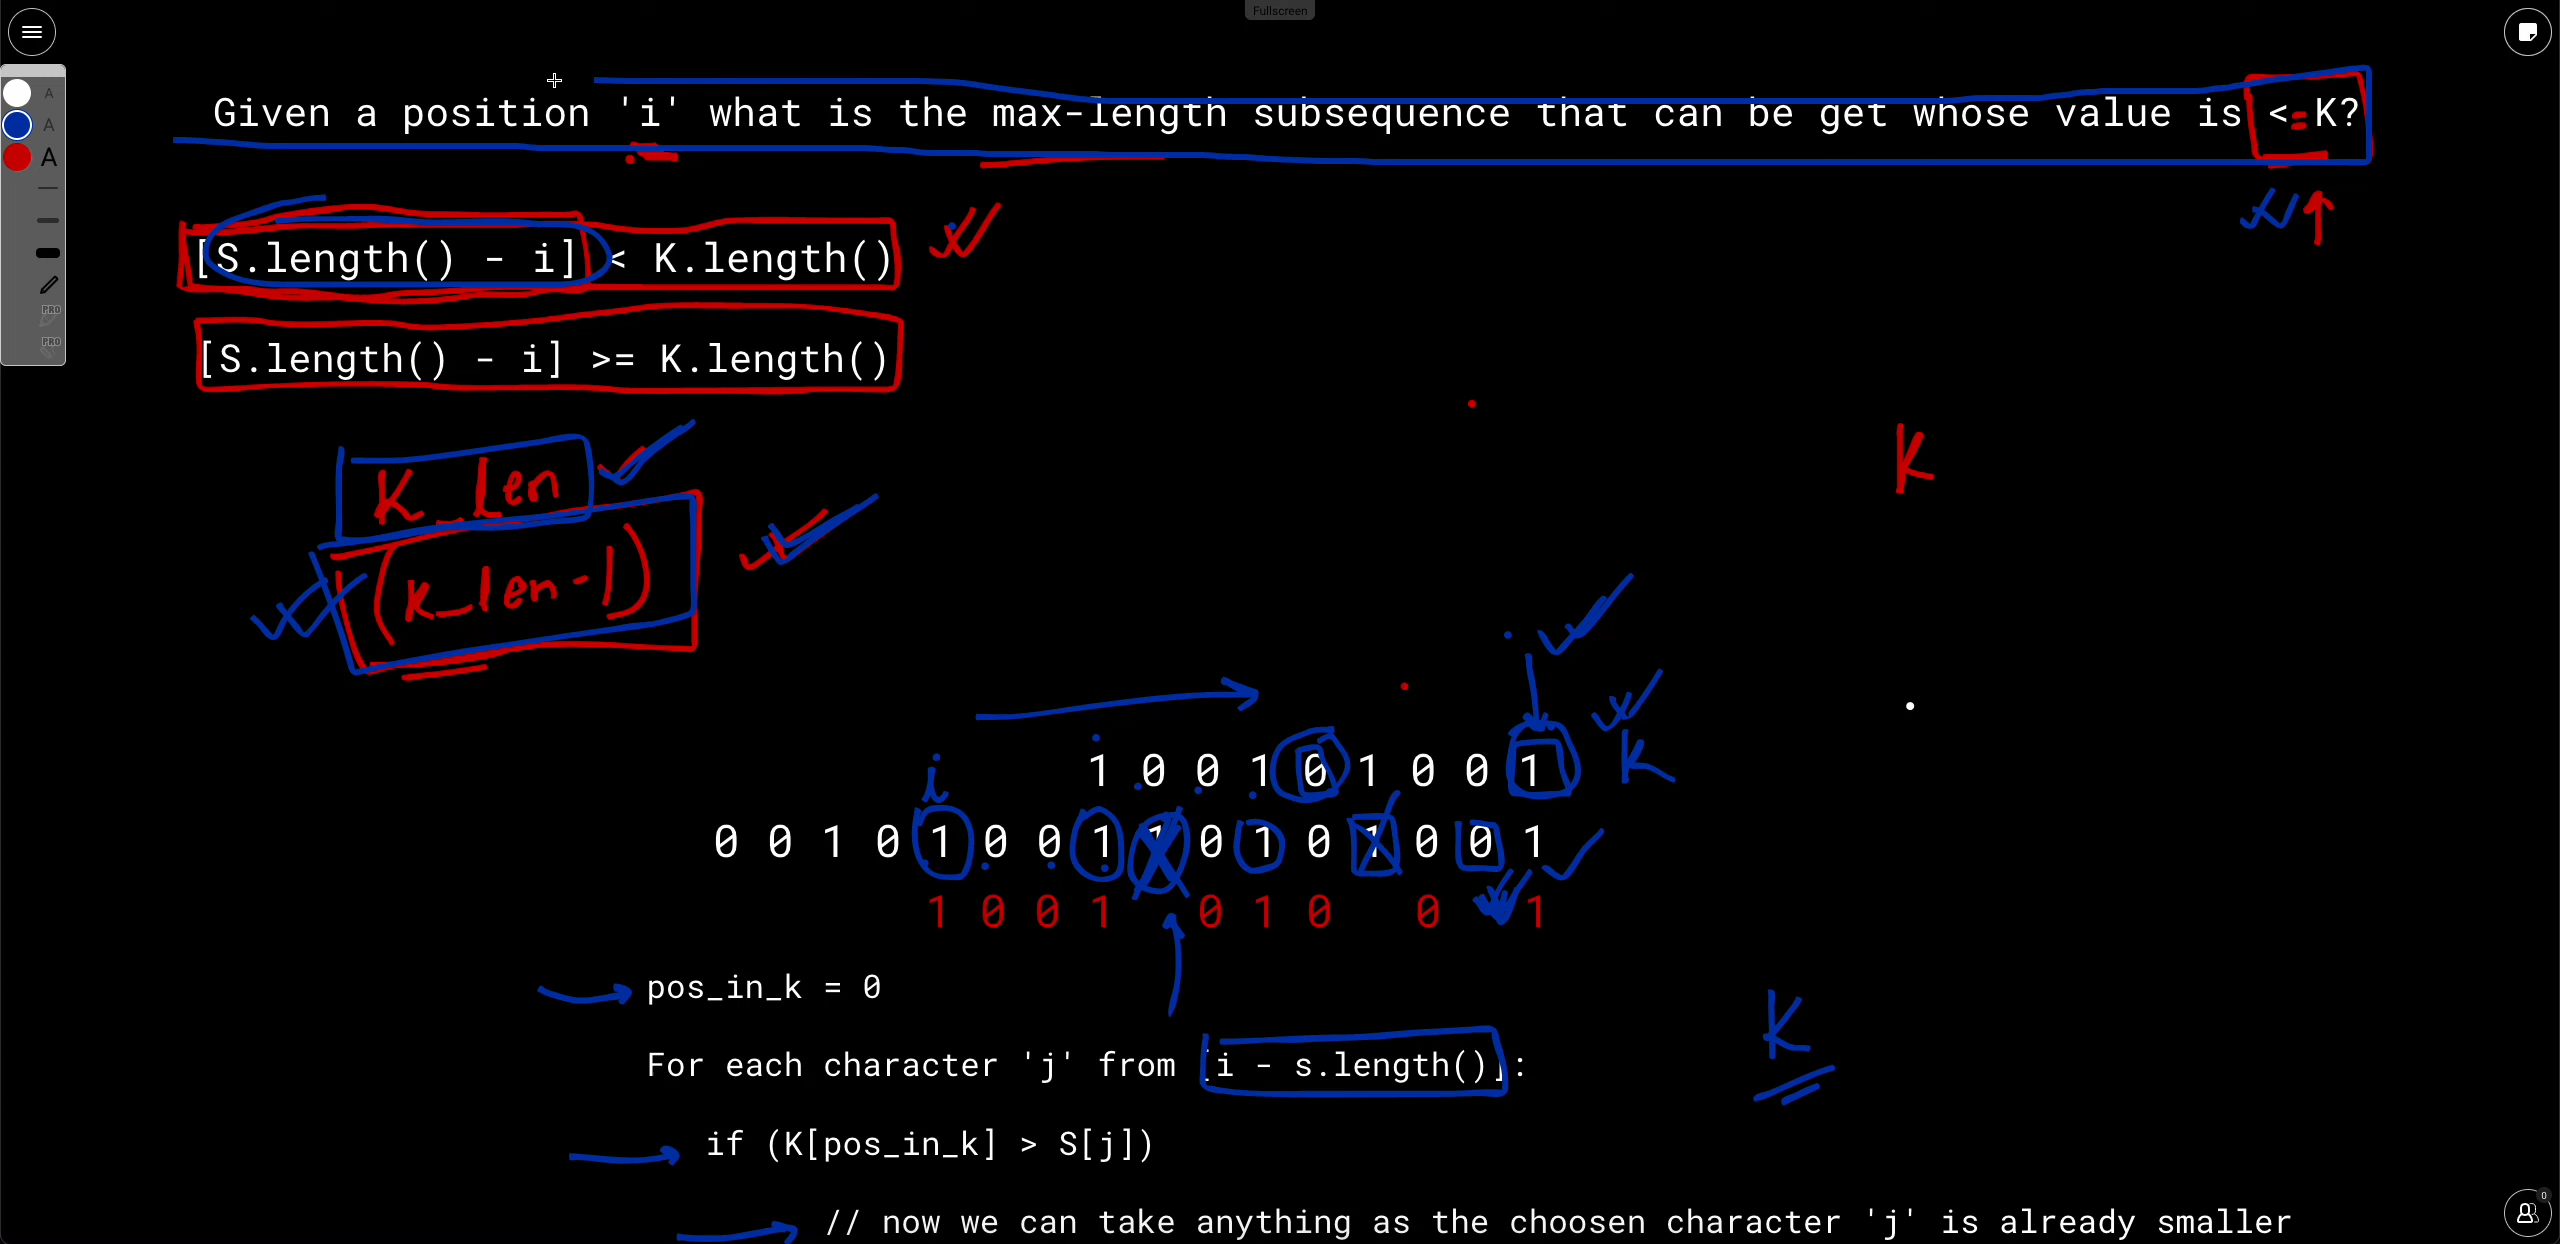 Fullscreen
Given a position 'i' what is the max-length subsequence that can be get whose value is <= K?
[S.length() - i] < K.length()
[S.length() - i] >= K.length()
K
K_len
(K_len-1)
i 1 0 0 1 0 1 0 0 1 K
0 0 1 0 1 0 0 1 1 0 1 0 1 0 0 1
1 0 0 1 0 1 0 0 1
pos_in_k = 0
K
For each character 'j' from [i - s.length()]:
if (K[pos_in_k] > S[j])
// now we can take anything as the choosen character 'j' is already smaller
A
A
A
PRO
PRO
0